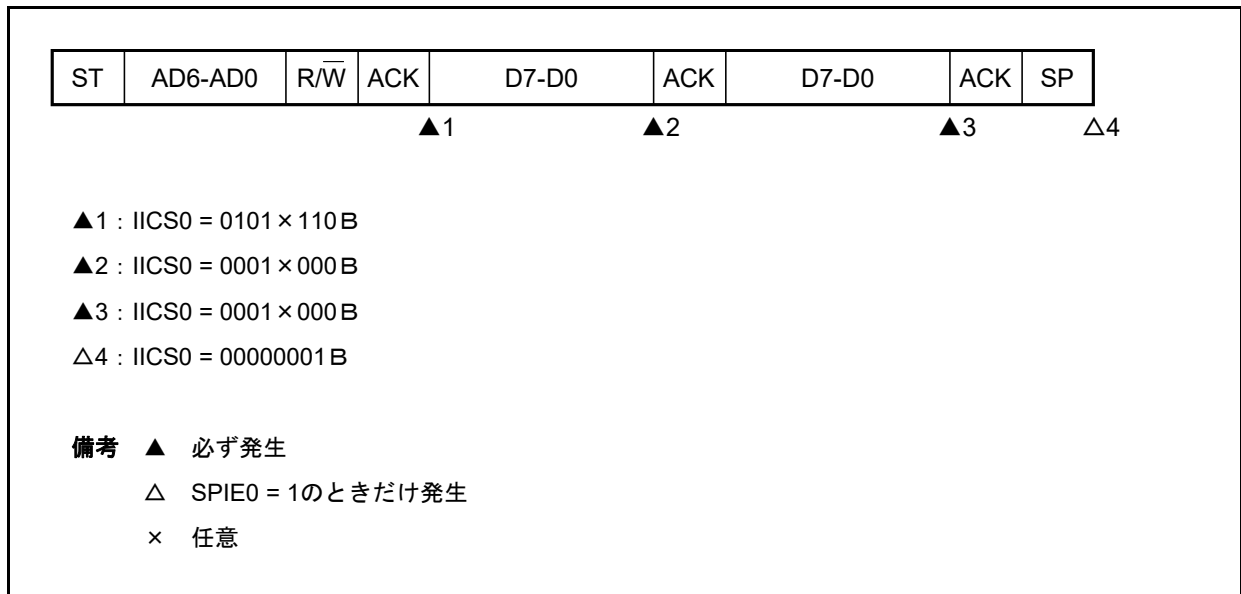 ST AD6-AD0 R/W̅ ACK D7-D0 ACK D7-D0 ACK SP
▲1 ▲2 ▲3 △4
▲1：IICS0 = 0101×110B
▲2：IICS0 = 0001×000B
▲3：IICS0 = 0001×000B
△4：IICS0 = 00000001B
備考 ▲ 必ず発生
△ SPIE0 = 1のときだけ発生
× 任意